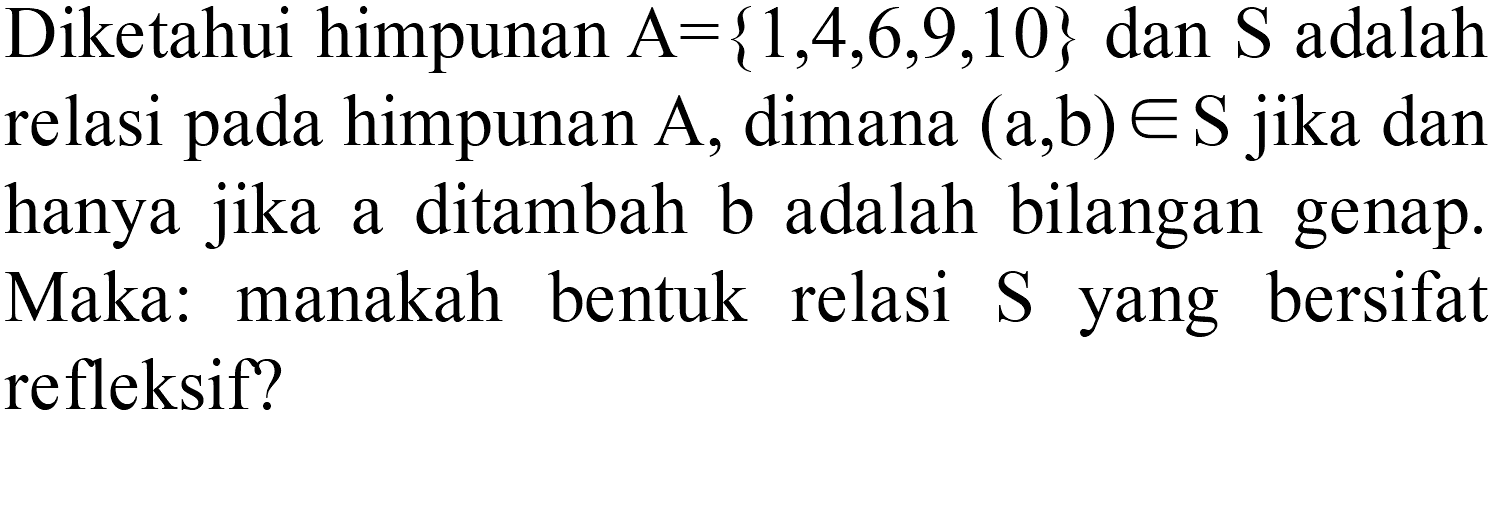 Diketahui himpunan A={1,4,6,9,10} dan S adalah
relasi pada himpunan A, dimana (a,b)∈S jika dan
hanya jika a ditambah b adalah bilangan genap.
Maka: manakah bentuk relasi S yang bersifat
refleksif?